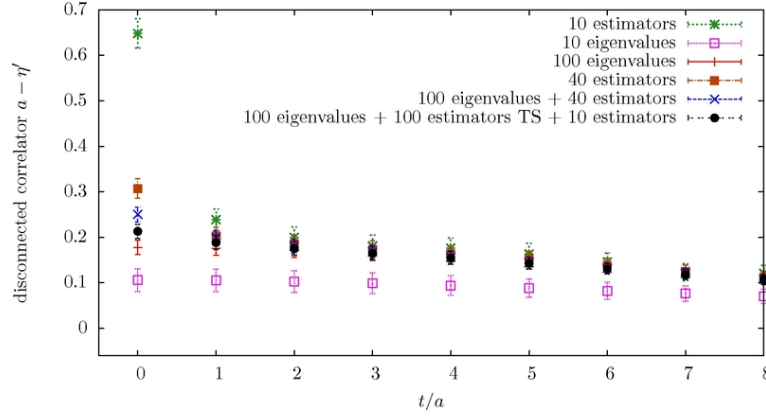 0.7
0.6
0.5
0.4
0.3
0.2
0.1
0
disconnected correlator a − η′
10 estimators
10 eigenvalues
100 eigenvalues
40 estimators
100 eigenvalues + 40 estimators
100 eigenvalues + 100 estimators TS + 10 estimators
0 1 2 3 4 5 6 7 8
t/a